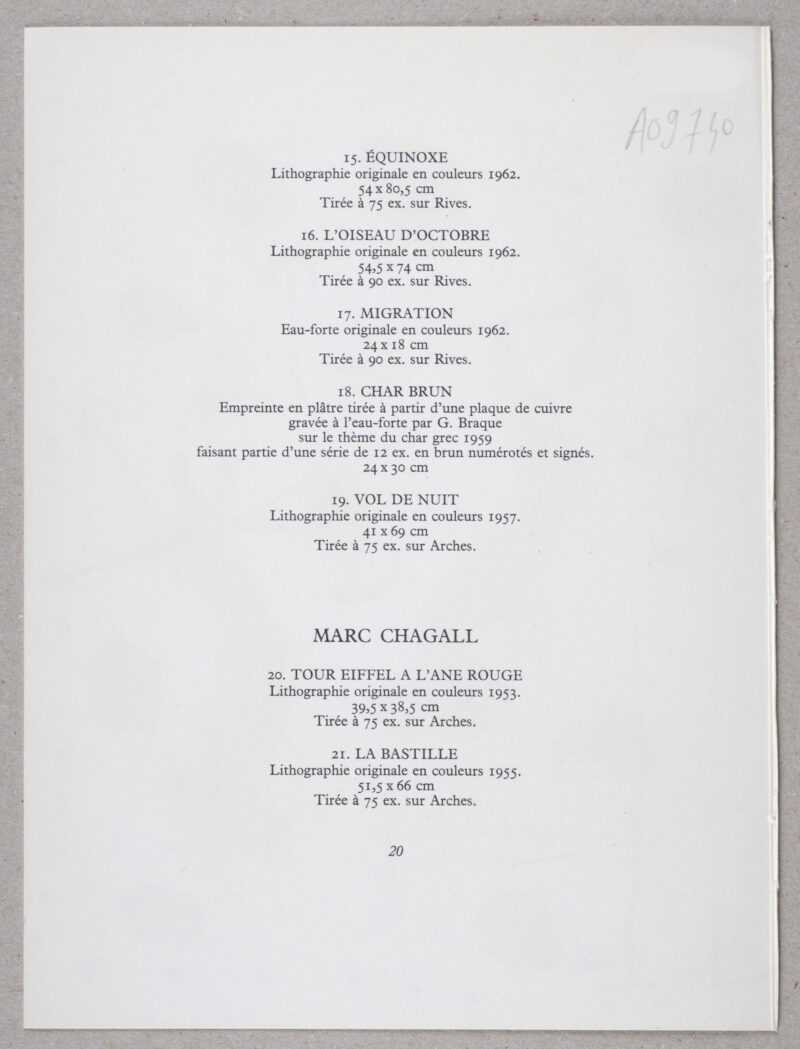 A09740
15. ÉQUINOXE
Lithographie originale en couleurs 1962.
54 x 80,5 cm
Tirée à 75 ex. sur Rives.
16. L'OISEAU D'OCTOBRE
Lithographie originale en couleurs 1962.
54,5 x 74 cm
Tirée à 90 ex. sur Rives.
17. MIGRATION
Eau-forte originale en couleurs 1962.
24 x 18 cm
Tirée à 90 ex. sur Rives.
18. CHAR BRUN
Empreinte en plâtre tirée à partir d'une plaque de cuivre
gravée à l'eau-forte par G. Braque
sur le thème du char grec 1959
faisant partie d'une série de 12 ex. en brun numérotés et signés.
24 x 30 cm
19. VOL DE NUIT
Lithographie originale en couleurs 1957.
41 x 69 cm
Tirée à 75 ex. sur Arches.
MARC CHAGALL
20. TOUR EIFFEL A L'ANE ROUGE
Lithographie originale en couleurs 1953.
39,5 x 38,5 cm
Tirée à 75 ex. sur Arches.
21. LA BASTILLE
Lithographie originale en couleurs 1955.
51,5 x 66 cm
Tirée à 75 ex. sur Arches.
20